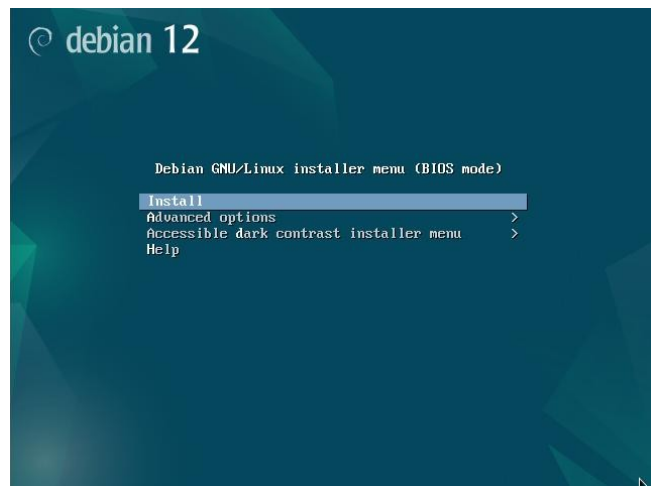 debian 12
Debian GNU/Linux installer menu (BIOS mode)
Install
Advanced options >
Accessible dark contrast installer menu >
Help